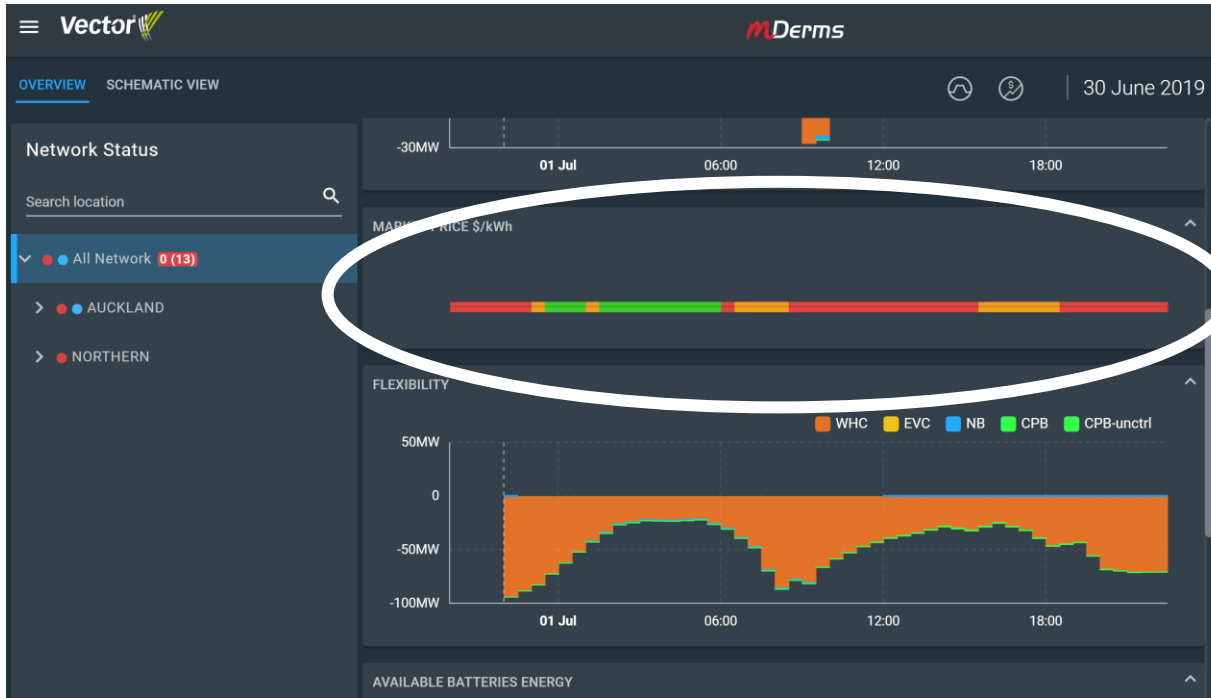 Vector
mDerms
OVERVIEW SCHEMATIC VIEW
30 June 2019
Network Status
Search location
All Network 0 (13)
AUCKLAND
NORTHERN
-30MW
01 Jul 06:00 12:00 18:00
PRICE $/kWh
FLEXIBILITY
WHC EVC NB CPB CPB-unctrl
50MW
0
-50MW
-100MW
01 Jul 06:00 12:00 18:00
AVAILABLE BATTERIES ENERGY